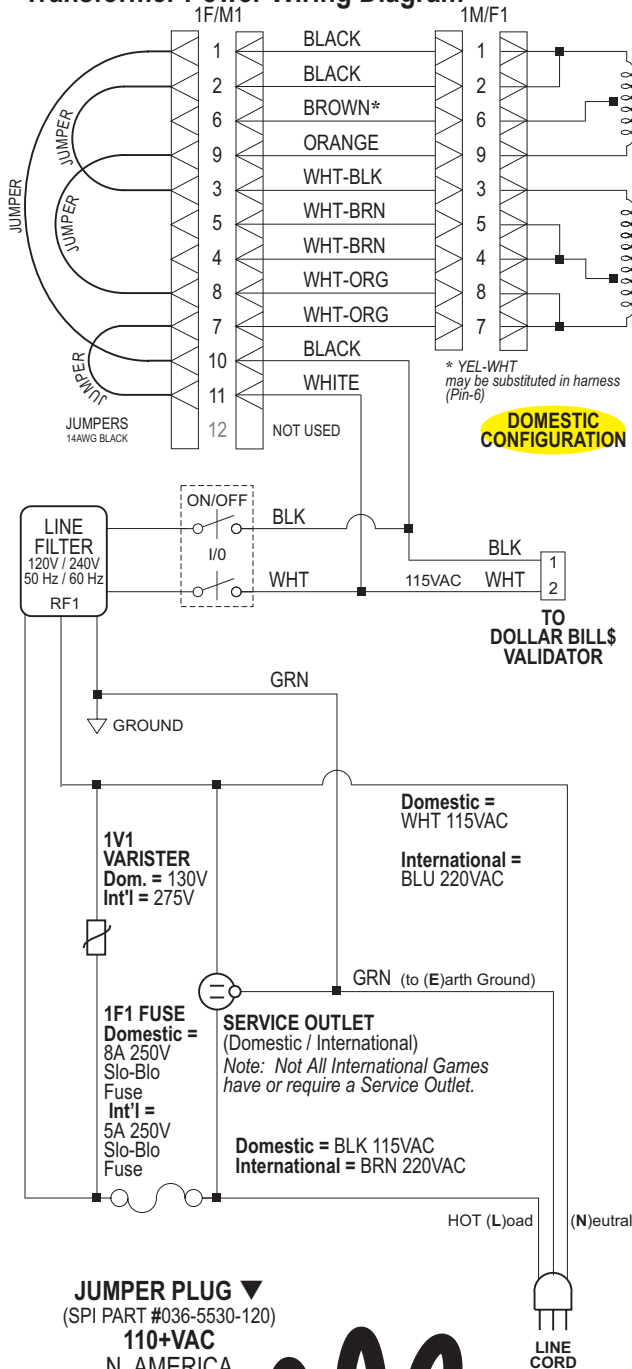 Transformer Power Wiring Diagram
1F/M1
1M/F1
1 BLACK 1
2 BLACK 2
6 BROWN* 6
9 ORANGE 9
3 WHT-BLK 3
5 WHT-BRN 5
4 WHT-BRN 4
8 WHT-ORG 8
7 WHT-ORG 7
10 BLACK
11 WHITE
12 NOT USED
JUMPER
JUMPER
JUMPER
JUMPER
JUMPERS
14AWG BLACK
* YEL-WHT
may be substituted in harness
(Pin-6)
DOMESTIC
CONFIGURATION
ON/OFF
I/0
BLK
WHT
LINE
FILTER
120V / 240V
50 Hz / 60 Hz
RF1
BLK 1
115VAC WHT 2
TO
DOLLAR BILL$
VALIDATOR
GRN
GROUND
Domestic =
WHT 115VAC
International =
BLU 220VAC
1V1
VARISTER
Dom. = 130V
Int'l = 275V
GRN (to (E)arth Ground)
1F1 FUSE
Domestic =
8A 250V
Slo-Blo
Fuse
Int'l =
5A 250V
Slo-Blo
Fuse
SERVICE OUTLET
(Domestic / International)
Note: Not All International Games
have or require a Service Outlet.
Domestic = BLK 115VAC
International = BRN 220VAC
HOT (L)oad
(N)eutral
LINE
CORD
JUMPER PLUG ▼
(SPI PART #036-5530-120)
110+VAC
N. AMERICA